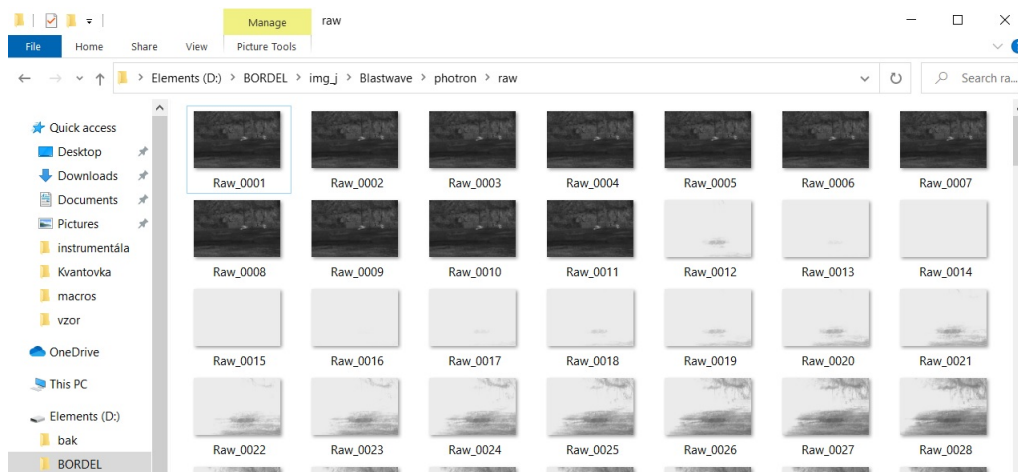 Manage raw
File Home Share View Picture Tools
Elements (D:) > BORDEL > img_j > Blastwave > photron > raw
Search ra...
Quick access
Desktop
Downloads
Documents
Pictures
instrumentála
Kvantovka
macros
vzor
OneDrive
This PC
Elements (D:)
bak
BORDEL
Raw_0001 Raw_0002 Raw_0003 Raw_0004 Raw_0005 Raw_0006 Raw_0007
Raw_0008 Raw_0009 Raw_0010 Raw_0011 Raw_0012 Raw_0013 Raw_0014
Raw_0015 Raw_0016 Raw_0017 Raw_0018 Raw_0019 Raw_0020 Raw_0021
Raw_0022 Raw_0023 Raw_0024 Raw_0025 Raw_0026 Raw_0027 Raw_0028